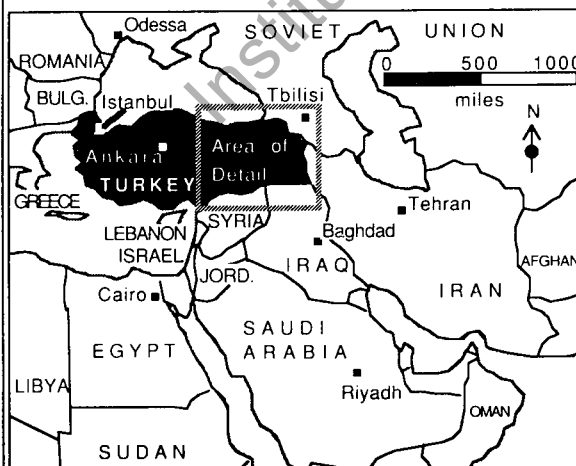 Odessa
SOVIET UNION
ROMANIA
0 500 1000
BULG.
miles
Istanbul
Tbilisi
N
Ankara
Area of
Detail
TURKEY
GREECE
Tehran
SYRIA
LEBANON
Baghdad
ISRAEL
IRAQ
AFGHAN
JORD.
Cairo
IRAN
SAUDI
ARABIA
EGYPT
LIBYA
Riyadh
OMAN
SUDAN
Institu